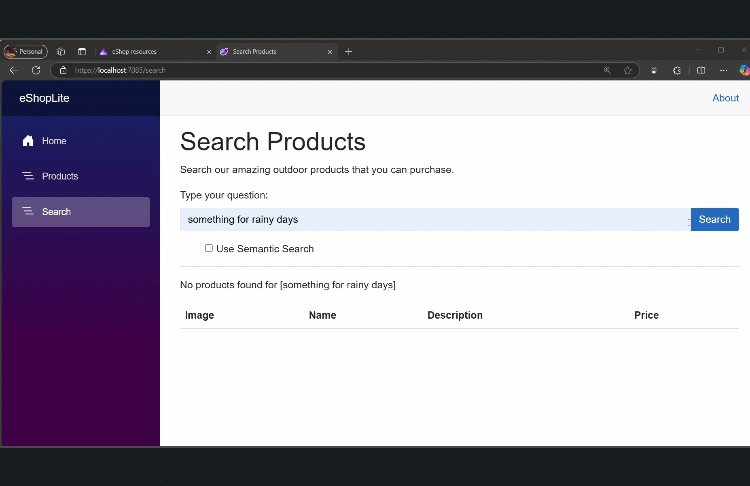 Personal
eShop resources
Search Products
https://localhost:7085/search
eShopLite
About
Home
Products
Search
Search Products
Search our amazing outdoor products that you can purchase.
Type your question:
something for rainy days
Search
Use Semantic Search
No products found for [something for rainy days]
Image Name Description Price